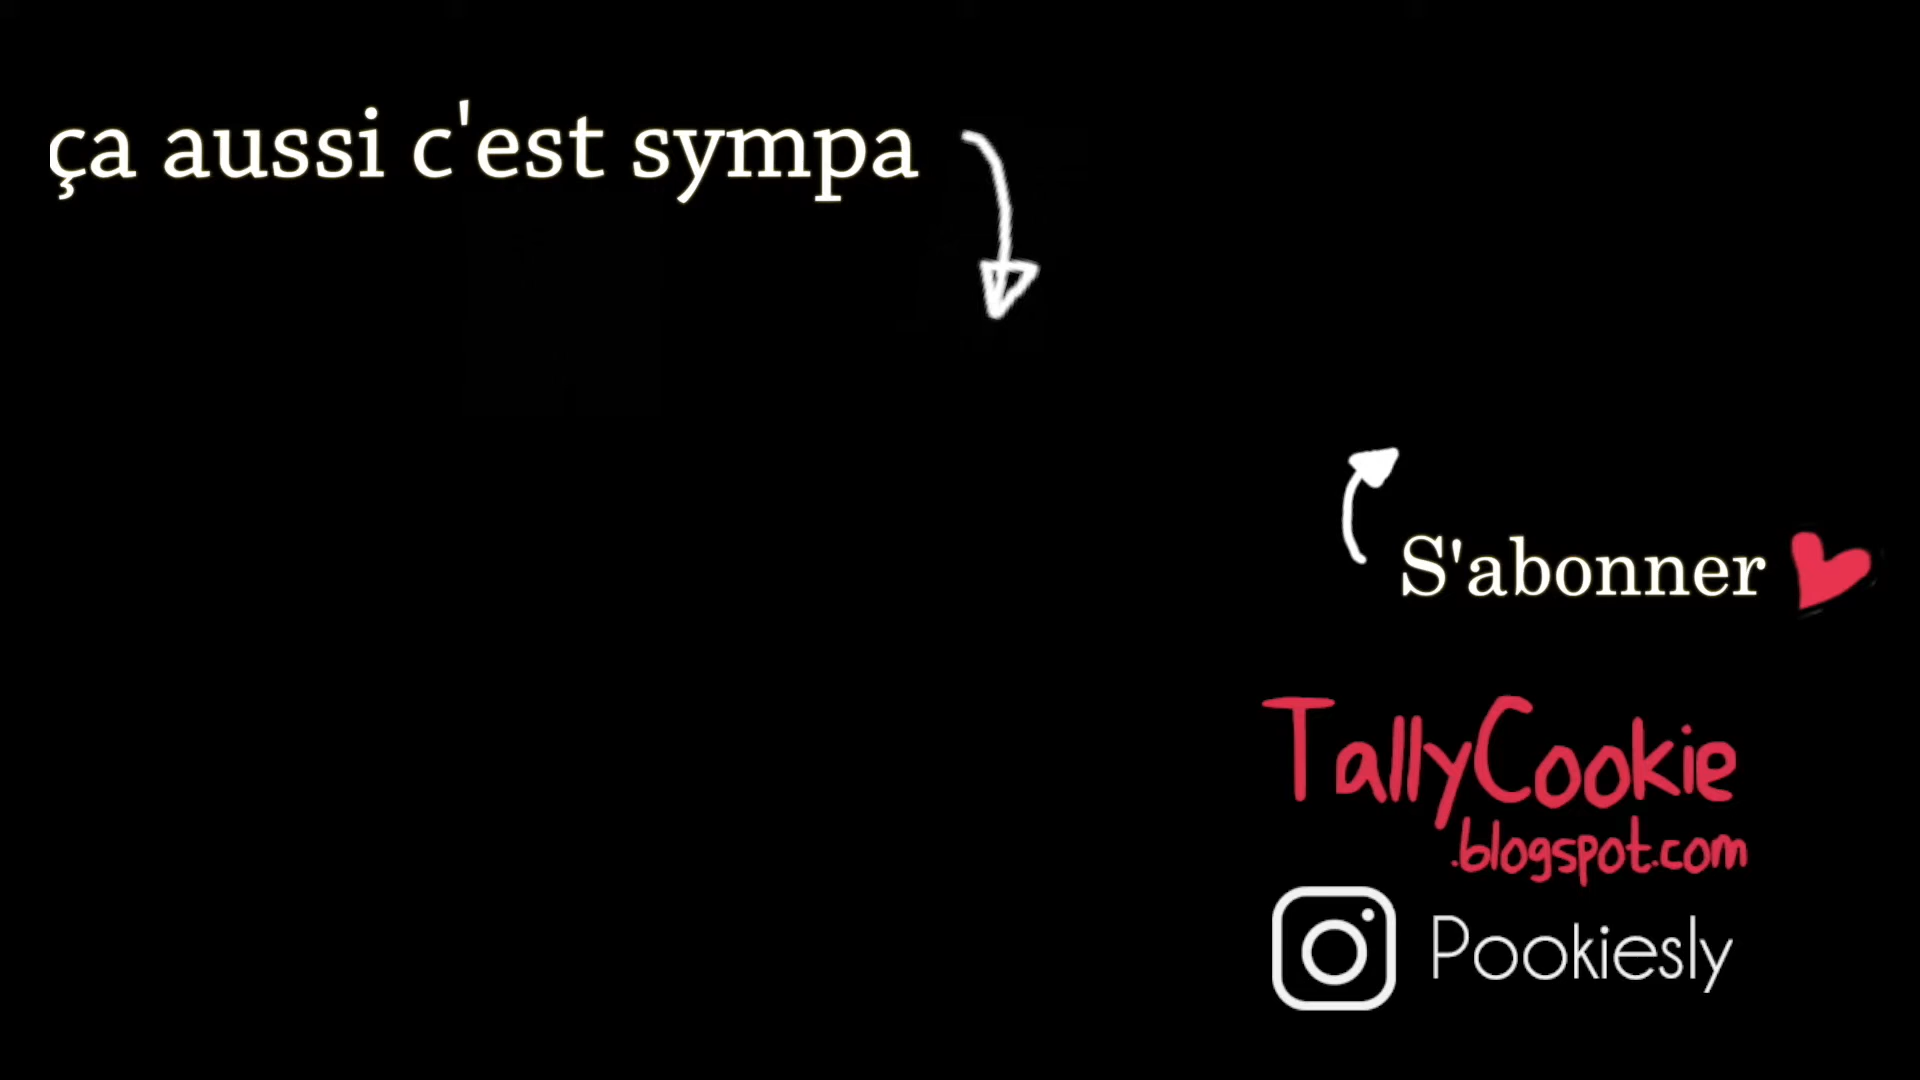 ça aussi c'est sympa
S'abonner
TallyCookie
.blogspot.com
Pookiesly